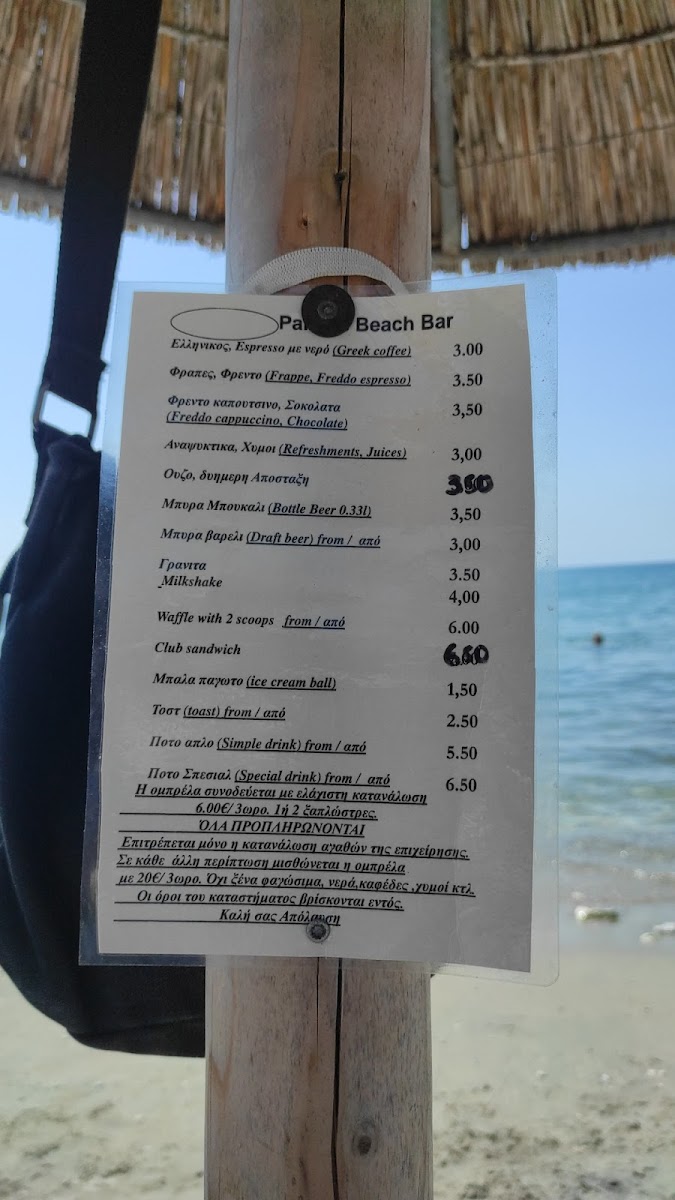 Beach Bar
Ελληνικος, Espresso με νερό (Greek coffee) 3.00
Φραπες, Φρεντο (Frappe, Freddo espresso) 3.50
Φρεντο καπουτσινο, Σοκολατα 3,50
(Freddo cappuccino, Chocolate)
Αναψυκτικα, Χυμοι (Refreshments, Juices) 3,00
Ουζο, διημερη Αποσταξη
Μπυρα Μπουκαλι (Bottle Beer 0.33l) 3,50
Μπυρα βαρελι (Draft beer) from / από 3,00
Γρανιτα 3.50
Milkshake 4,00
Waffle with 2 scoops from / από 6.00
Club sandwich
Μπαλα παγωτο (ice cream ball) 1,50
Τοστ (toast) from / από 2.50
Ποτο απλο (Simple drink) from / από 5.50
Ποτο Σπεσιαλ (Special drink) from / από 6.50
Η ομπρέλα συνοδεύεται με ελάχιστη κατανάλωση
6.00€/ 3ωρο. 1ή 2 ξαπλώστρες.
ΌΛΑ ΠΡΟΠΛΗΡΩΝΟΝΤΑΙ
Επιτρέπεται μόνο η κατανάλωση αγαθών της επιχείρησης.
Σε κάθε άλλη περίπτωση μισθώνεται η ομπρέλα
με 20€/ 3ωρο. Όχι ξένα φαγώσιμα, νερά,καφέδες ,χυμοί κτλ.
Οι όροι του καταστήματος βρίσκονται εντός.
Καλή σας Απόλαυση